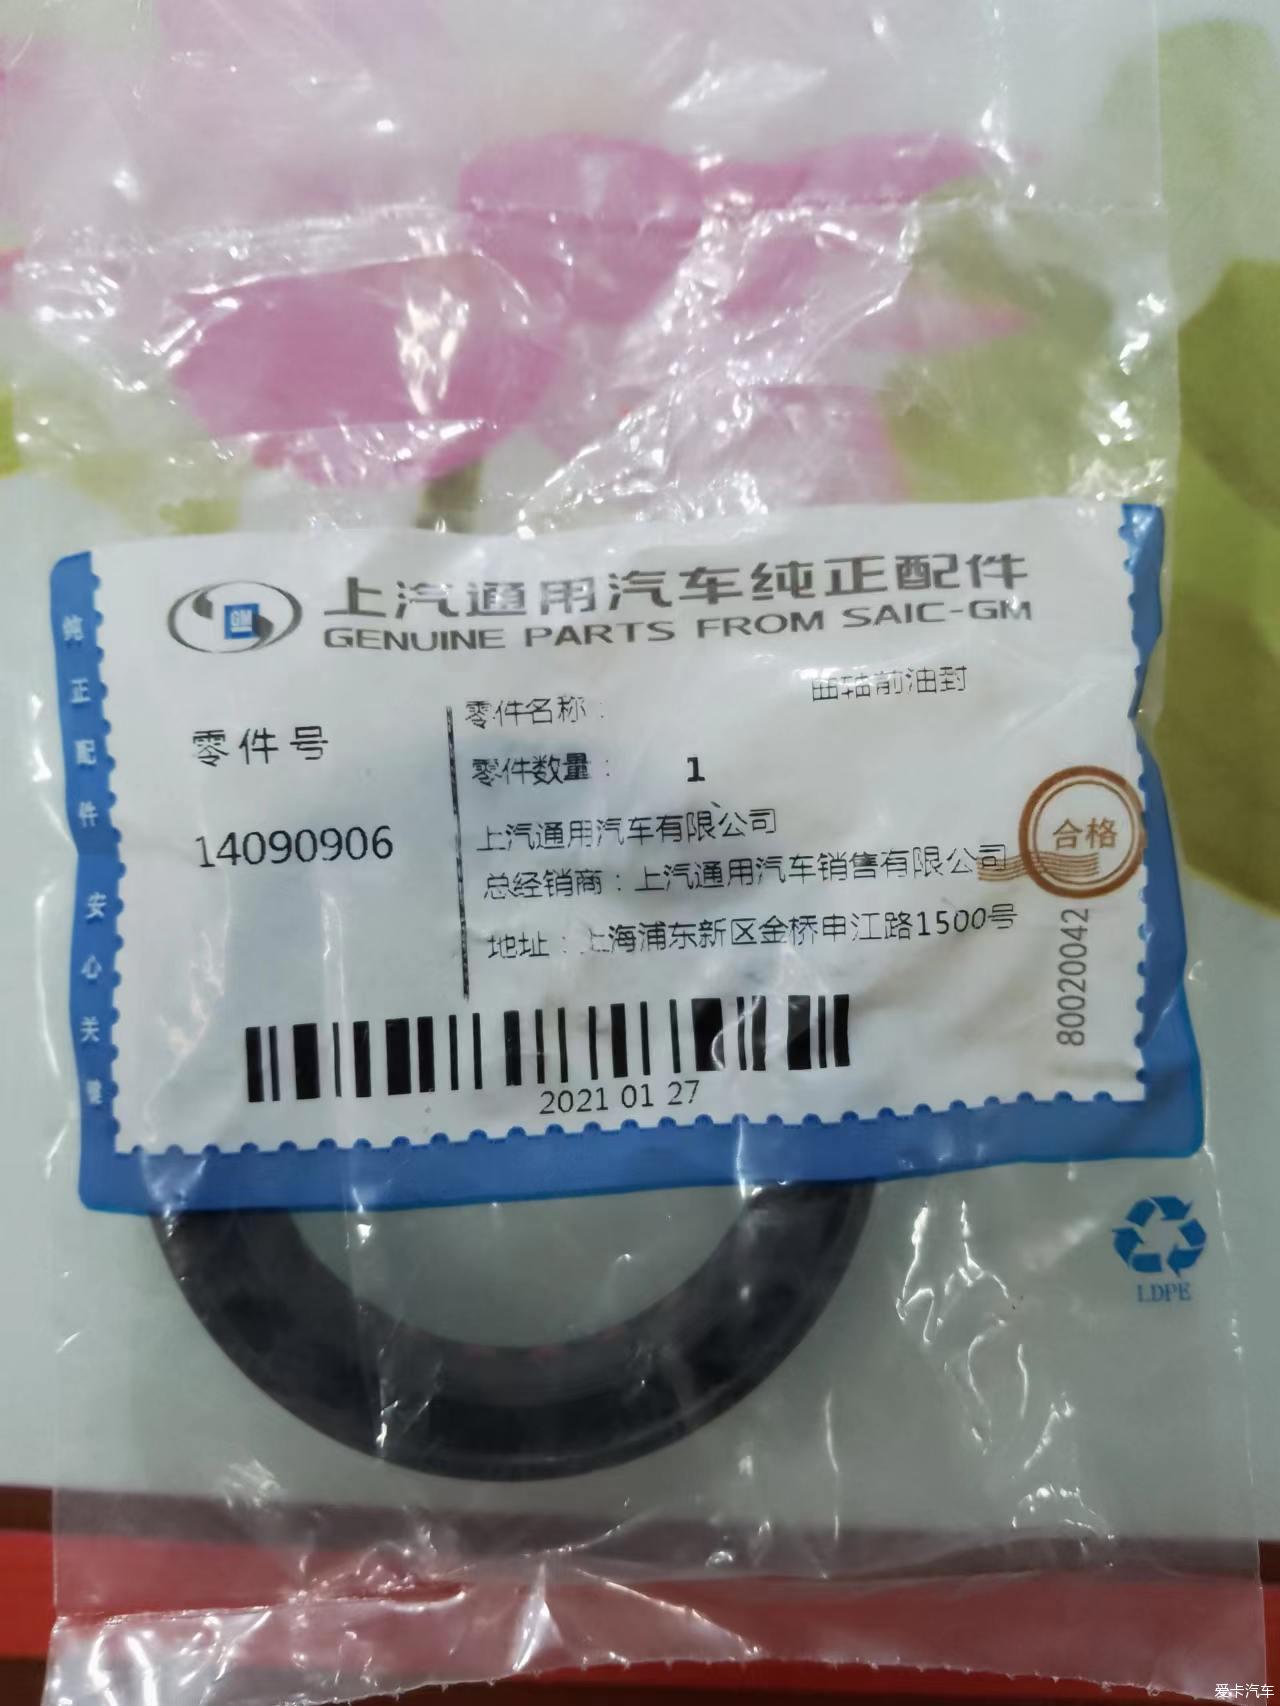 上汽通用汽车纯正配件
GENUINE PARTS FROM SAIC-GM
GM
纯正配件 安心关键
零件号
14090906
零件名称：
曲轴前油封
零件数量：
1
上汽通用汽车有限公司
总经销商：上汽通用汽车销售有限公司
地址：上海浦东新区金桥申江路1500号
合格
80020042
2021 01 27
LDPE
爱卡汽车